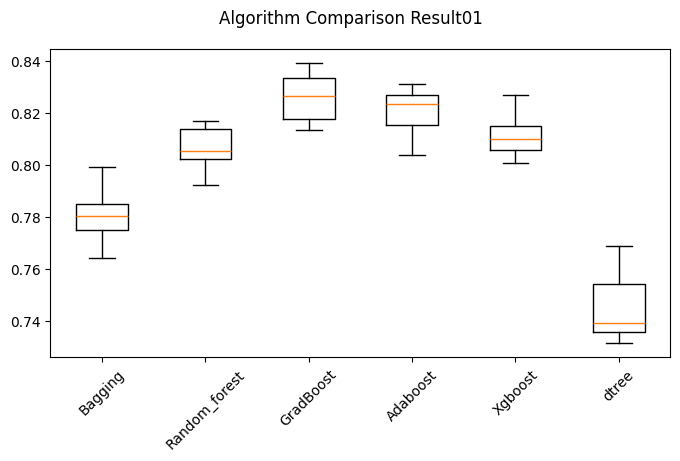 Algorithm Comparison Result01
0.84
0.82
0.80
0.78
0.76
0.74
Bagging
Random_forest
GradBoost
Adaboost
Xgboost
dtree